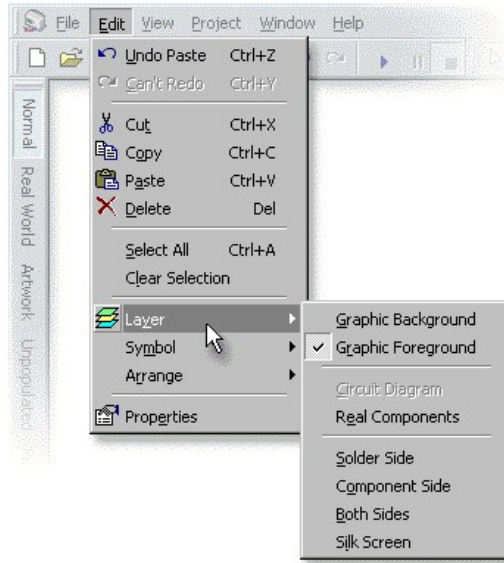 File Edit View Project Window Help
Undo Paste Ctrl+Z
Can't Redo Ctrl+Y
Cut Ctrl+X
Copy Ctrl+C
Paste Ctrl+V
Delete Del
Select All Ctrl+A
Clear Selection
Layer
Symbol
Arrange
Properties
Graphic Background
Graphic Foreground
Circuit Diagram
Real Components
Solder Side
Component Side
Both Sides
Silk Screen
Normal
Real World
Artwork
Unpopulated